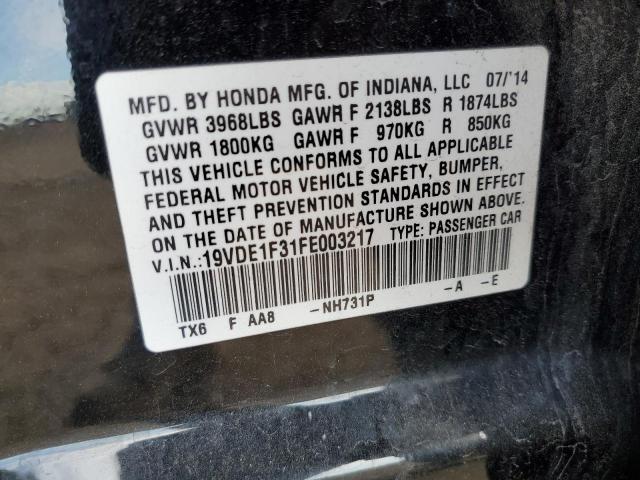 MFD. BY HONDA MFG. OF INDIANA, LLC 07/'14
GVWR 3968LBS GAWR F 2138LBS R 1874LBS
GVWR 1800KG GAWR F 970KG R 850KG
THIS VEHICLE CONFORMS TO ALL APPLICABLE
FEDERAL MOTOR VEHICLE SAFETY, BUMPER,
AND THEFT PREVENTION STANDARDS IN EFFECT
ON THE DATE OF MANUFACTURE SHOWN ABOVE.
V.I.N.:19VDE1F31FE003217 TYPE: PASSENGER CAR
TX6 F AA8 -NH731P -A -E